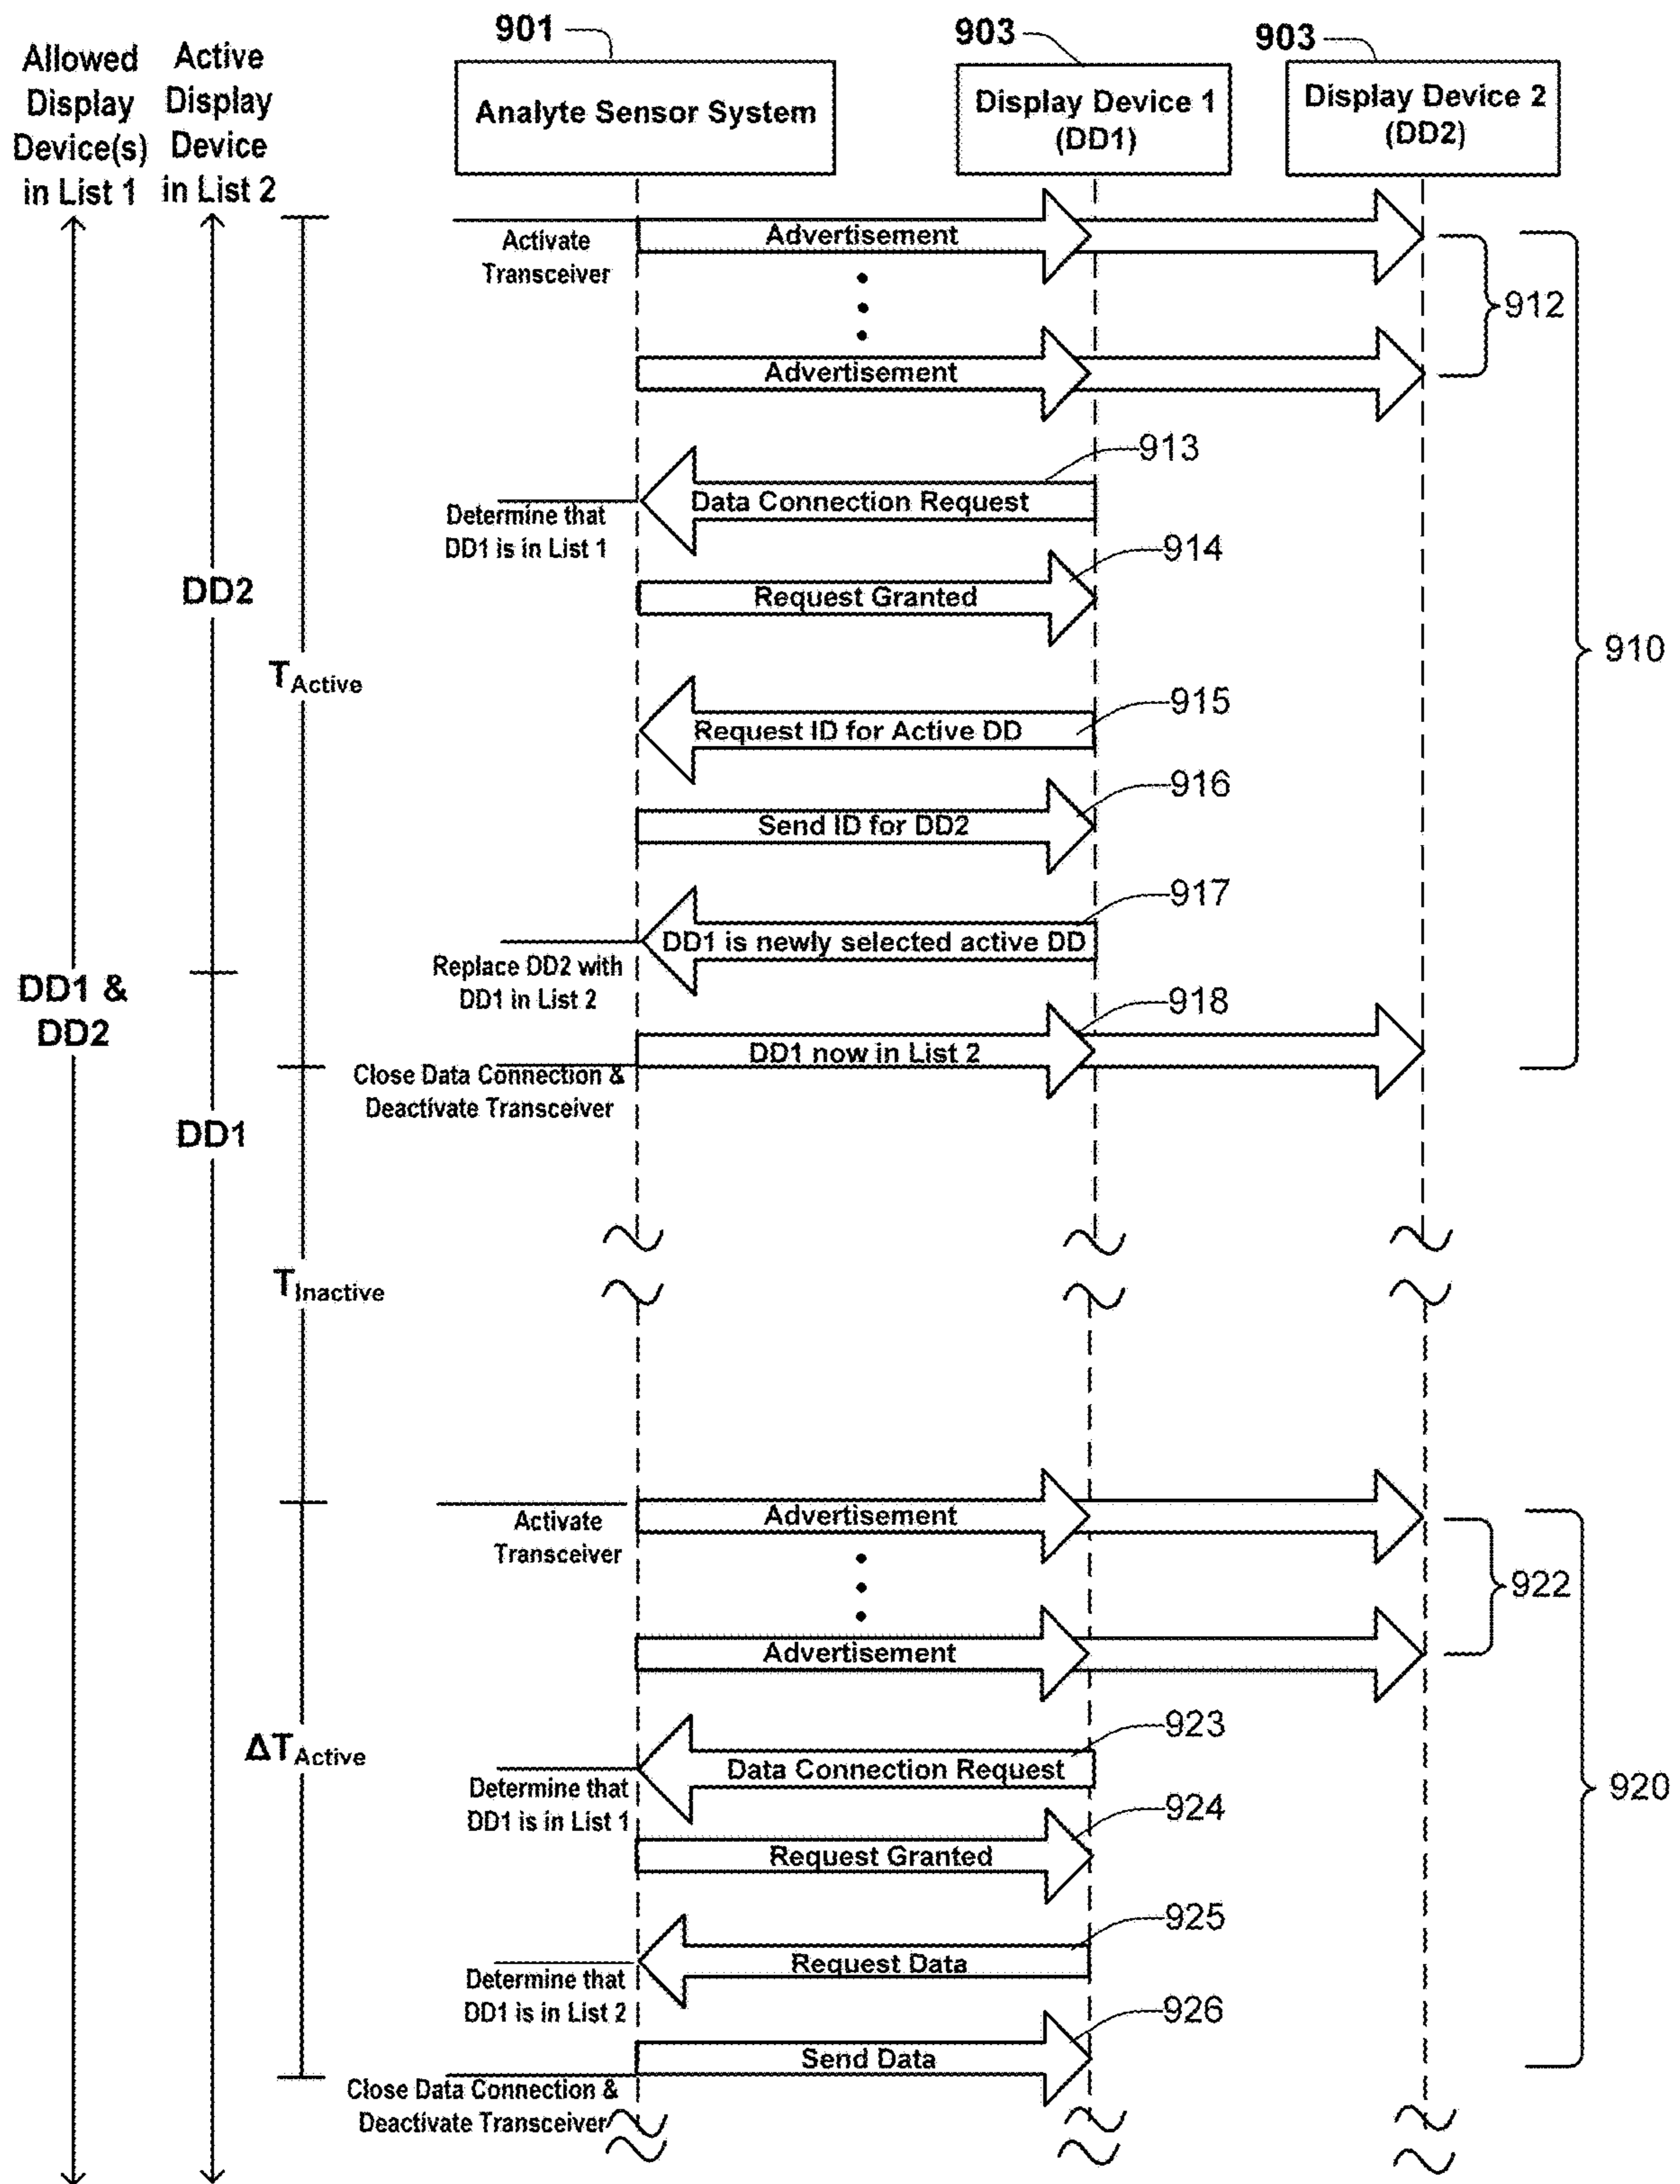 Allowed
Display
Device(s)
in List 1
Active
Display
Device
in List 2
901
903
903
Analyte Sensor System
Display Device 1
(DD1)
Display Device 2
(DD2)
Activate
Transceiver
Advertisement
912
Advertisement
913
Data Connection Request
Determine that
DD1 is in List 1
914
Request Granted
DD2
910
TActive
915
Request ID for Active DD
916
Send ID for DD2
917
DD1 is newly selected active DD
Replace DD2 with
DD1 in List 2
DD1 &
DD2
918
DD1 now in List 2
Close Data Connection &
Deactivate Transceiver
DD1
TInactive
Activate
Transceiver
Advertisement
922
Advertisement
923
Data Connection Request
ΔTActive
Determine that
DD1 is in List 1
920
924
Request Granted
925
Request Data
Determine that
DD1 is in List 2
926
Send Data
Close Data Connection &
Deactivate Transceiver